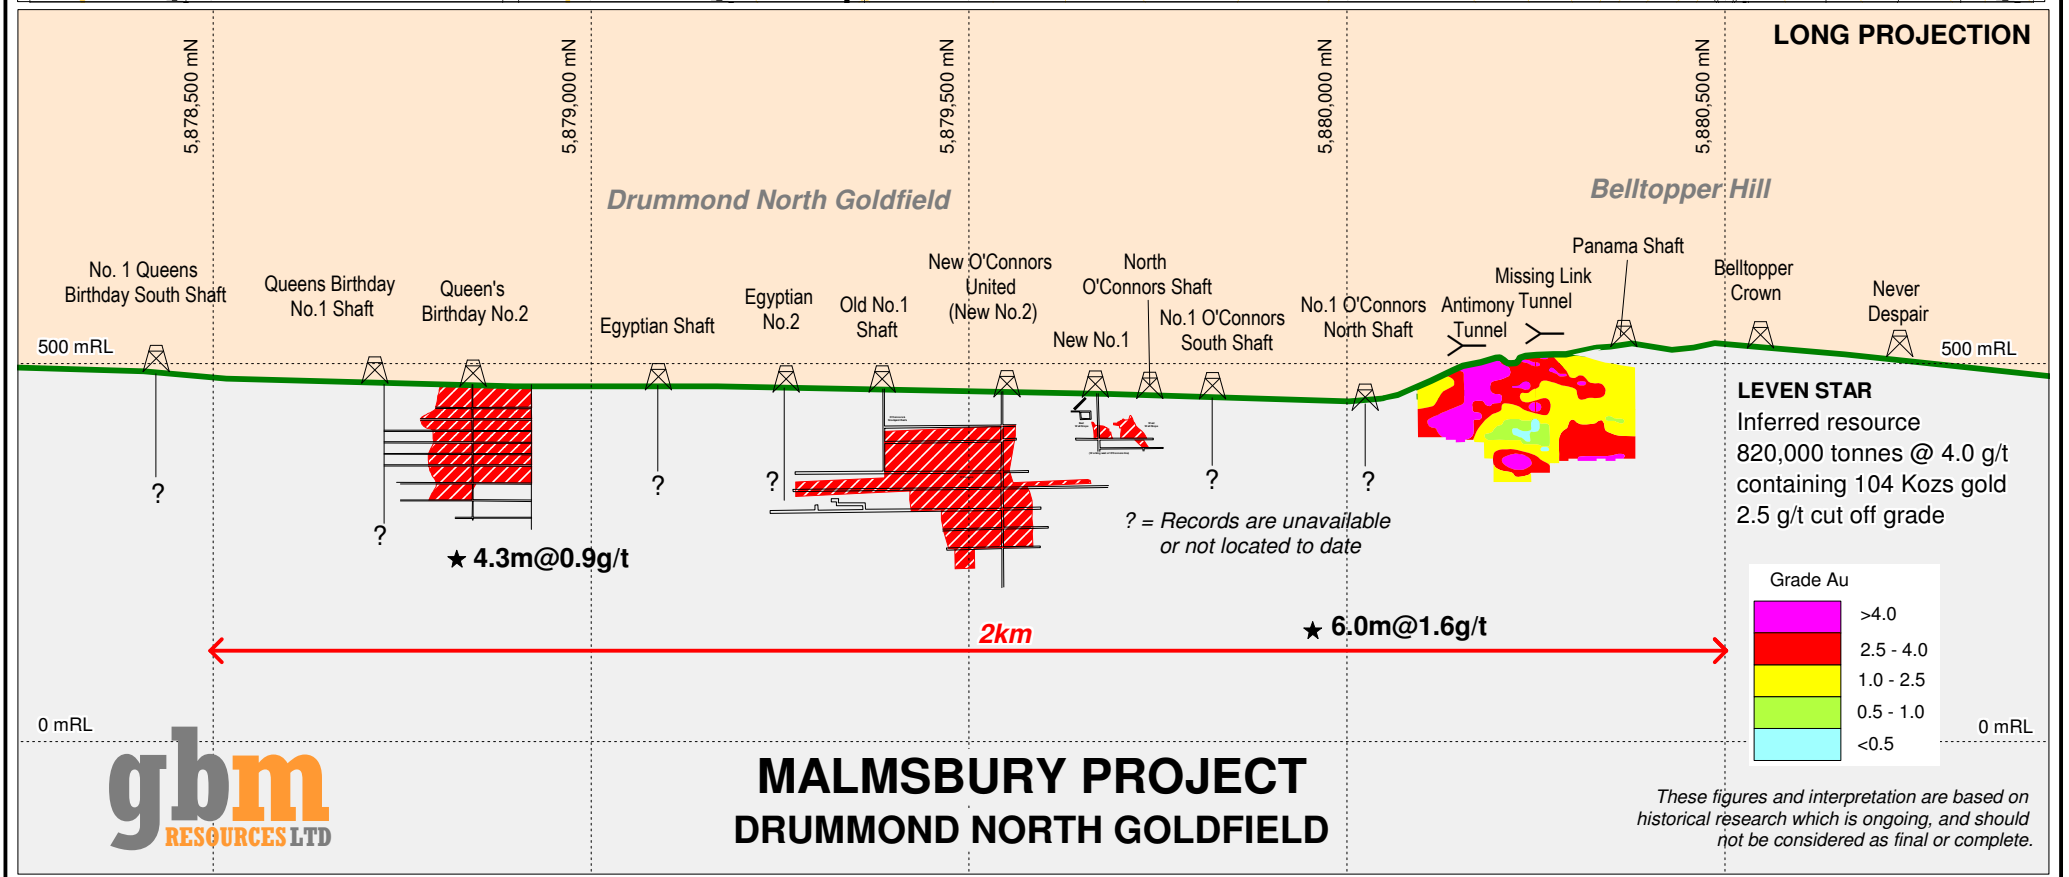 LONG PROJECTION
5,878,500 mN
5,879,000 mN
5,879,500 mN
5,880,000 mN
5,880,500 mN
Drummond North Goldfield
Belltopper Hill
No. 1 Queens
Birthday South Shaft
Queens Birthday
No.1 Shaft
Queen's
Birthday No.2
Egyptian Shaft
Egyptian
No.2
Old No.1
Shaft
New O'Connors
United
(New No.2)
New No.1
North
O'Connors Shaft
No.1 O'Connors
South Shaft
No.1 O'Connors
North Shaft
Antimony
Tunnel
Missing Link
Tunnel
Panama Shaft
Belltopper
Crown
Never
Despair
500 mRL
500 mRL
?
?
?
?
?
?
LEVEN STAR
Inferred resource
820,000 tonnes @ 4.0 g/t
containing 104 Kozs gold
2.5 g/t cut off grade
? = Records are unavailable
or not located to date
4.3m@0.9g/t
6.0m@1.6g/t
2km
Grade Au
>4.0
2.5 - 4.0
1.0 - 2.5
0.5 - 1.0
<0.5
0 mRL
0 mRL
gbm
RESOURCES LTD
MALMSBURY PROJECT
DRUMMOND NORTH GOLDFIELD
These figures and interpretation are based on
historical research which is ongoing, and should
not be considered as final or complete.